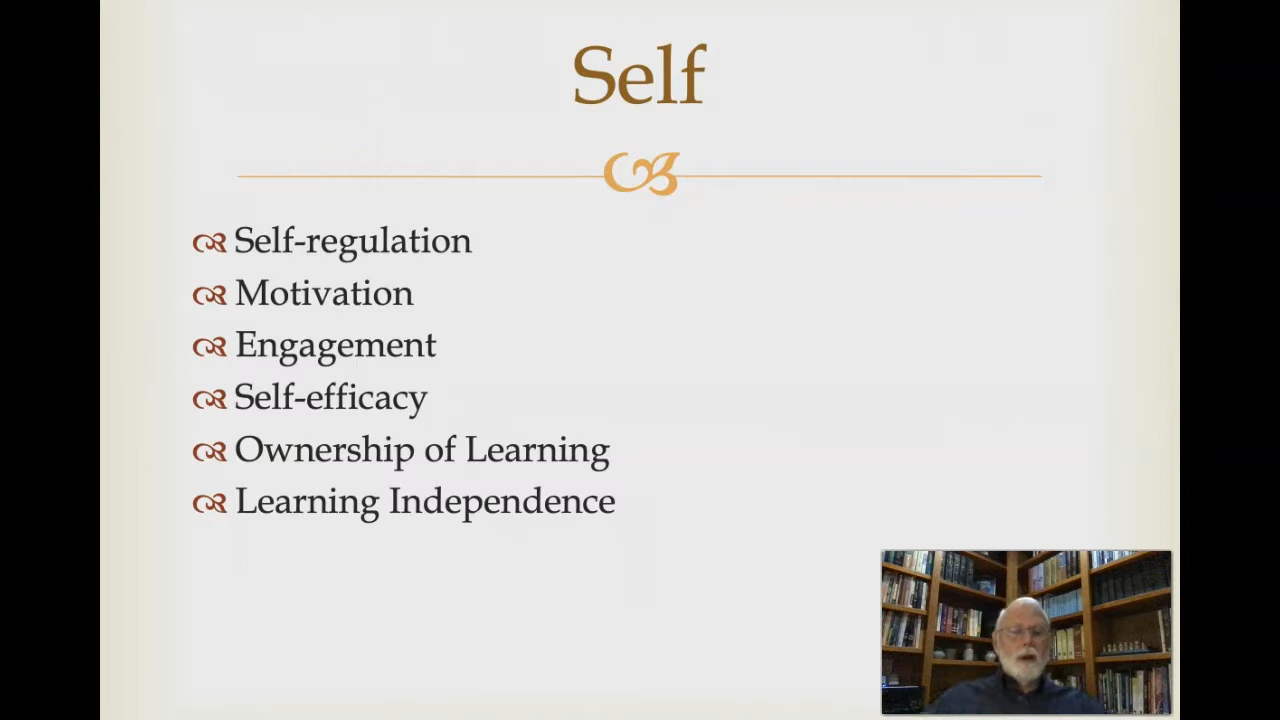 Self
Self-regulation
Motivation
Engagement
Self-efficacy
Ownership of Learning
Learning Independence